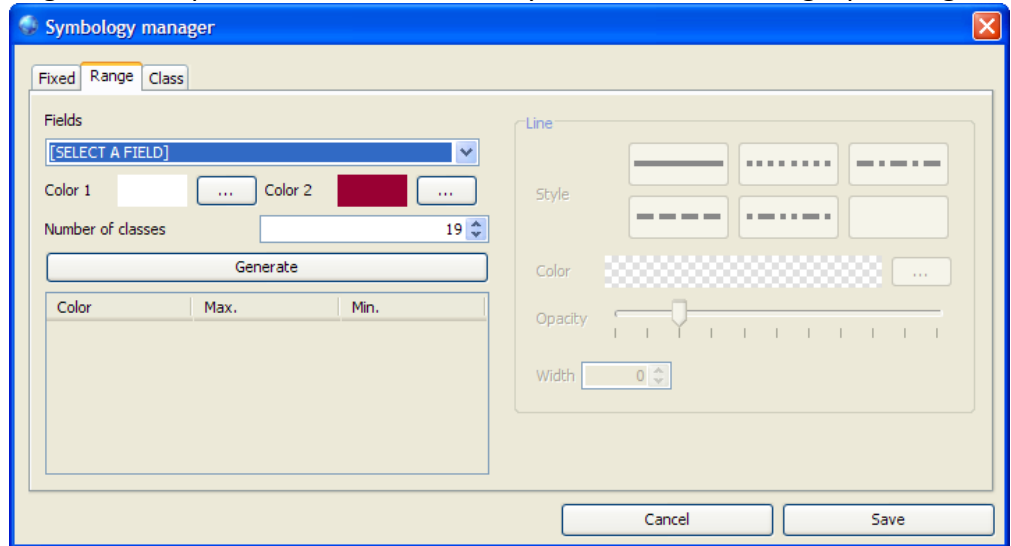 Symbology manager
Fixed Range Class
Fields
[SELECT A FIELD]
Color 1 ... Color 2 ...
Number of classes 19
Generate
Color Max. Min.
Line
Style
Color ...
Opacity
Width 0
Cancel Save